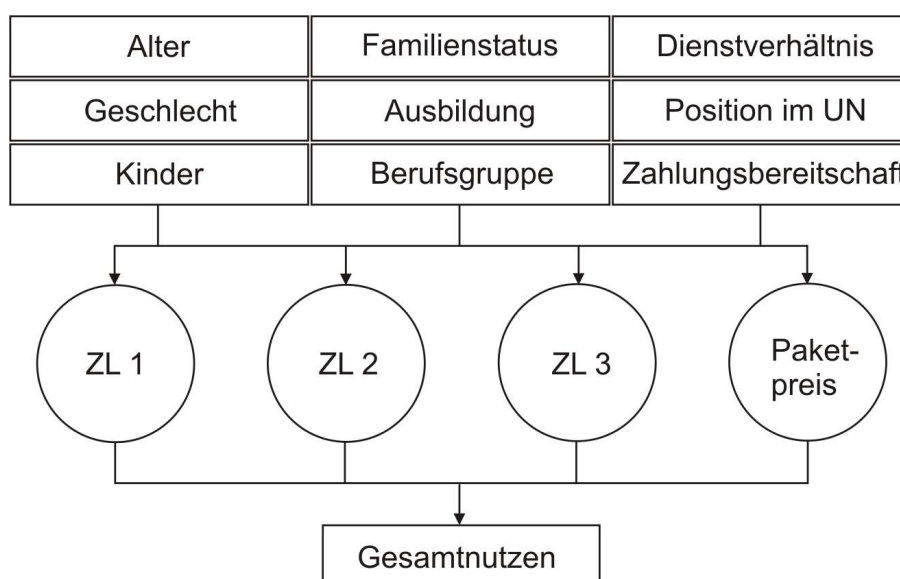 Alter
Familienstatus
Dienstverhältnis
Geschlecht
Ausbildung
Position im UN
Kinder
Berufsgruppe
Zahlungsbereitschaft
ZL 1
ZL 2
ZL 3
Paket-
preis
Gesamtnutzen